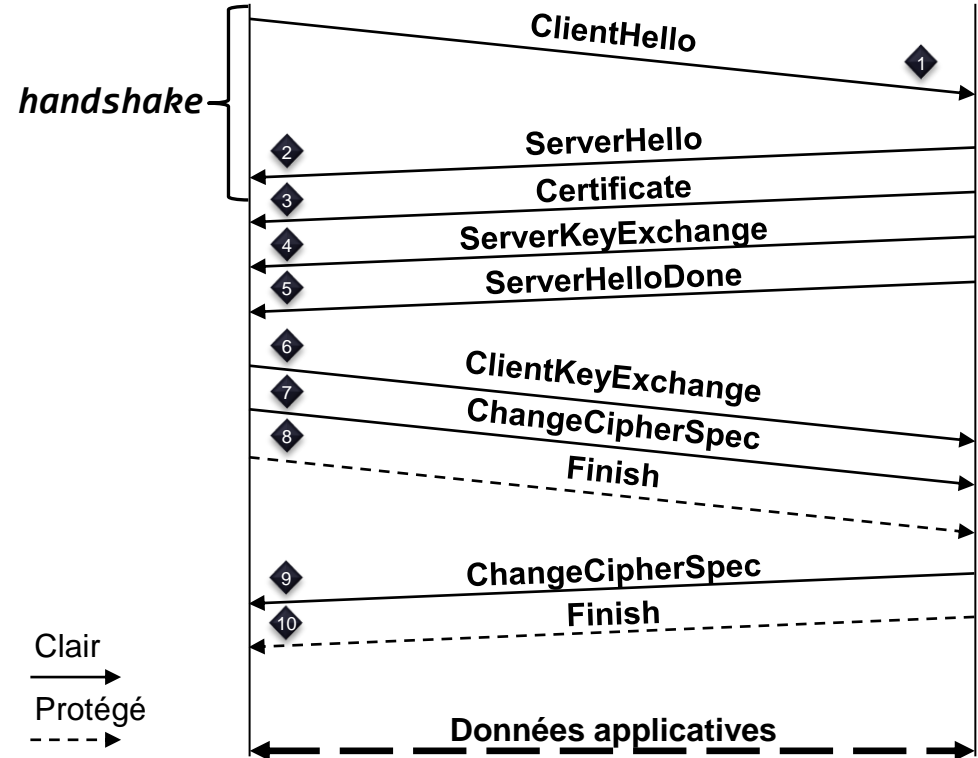 ClientHello
1
handshake
ServerHello
2
Certificate
3
ServerKeyExchange
4
ServerHelloDone
5
6
ClientKeyExchange
7
ChangeCipherSpec
8
Finish
9
ChangeCipherSpec
10
Finish
Clair
Protégé
Données applicatives